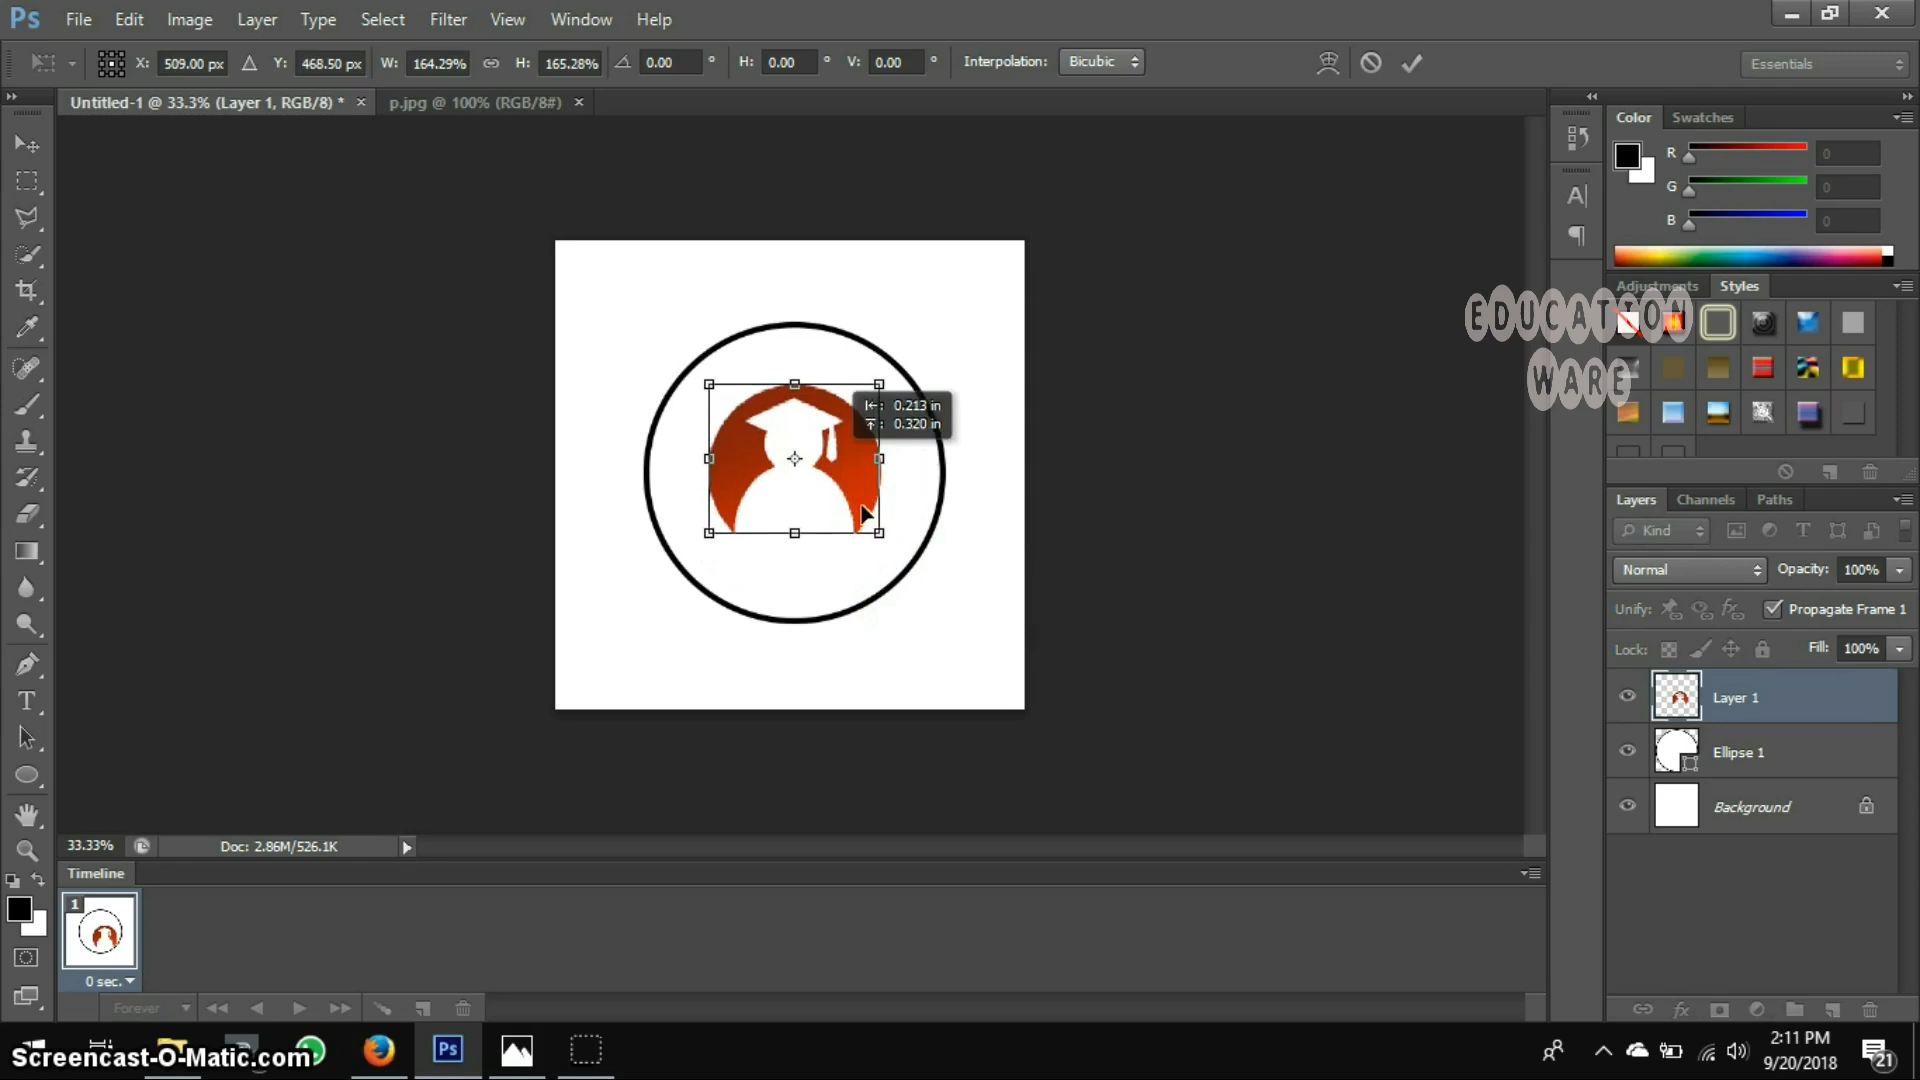 Ps File Edit Image Layer Type Select Filter View Window Help
X: 509.00 px Y: 468.50 px W: 164.29% H: 165.28% 0.00 ° H: 0.00 ° V: 0.00 ° Interpolation: Bicubic Essentials
Untitled-1 @ 33.3% (Layer 1, RGB/8) * × p.jpg @ 100% (RGB/8#) ×
Color Swatches
R 0
G 0
B 0
Adjustments Styles
EDUCATION
WARE
0.213 in
0.320 in
Layers Channels Paths
Kind
Normal Opacity: 100%
Unify: Propagate Frame 1
Lock: Fill: 100%
Layer 1
Ellipse 1
Background
33.33% Doc: 2.86M/526.1K
Timeline
1
0 sec.
Forever
Screencast-O-Matic.com
Ps
2:11 PM
9/20/2018
21